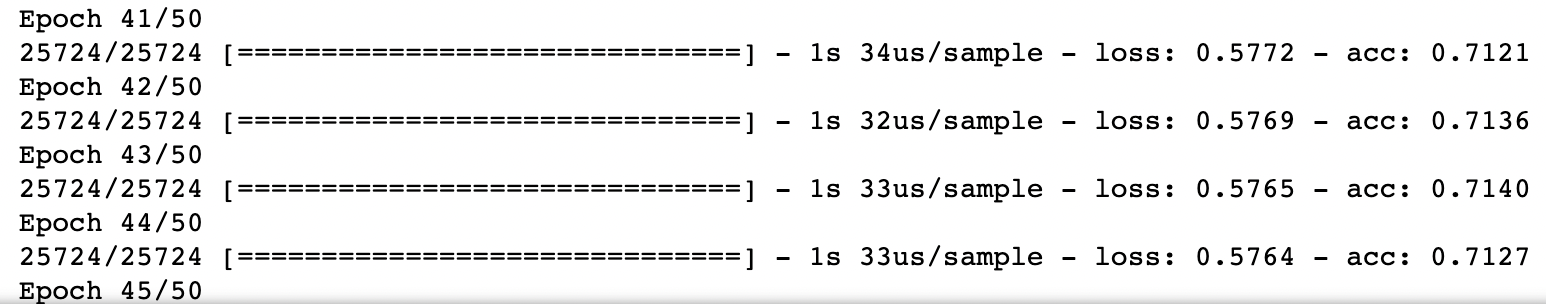 Epoch 41/50
25724/25724 [==============================] - 1s 34us/sample - loss: 0.5772 - acc: 0.7121
Epoch 42/50
25724/25724 [==============================] - 1s 32us/sample - loss: 0.5769 - acc: 0.7136
Epoch 43/50
25724/25724 [==============================] - 1s 33us/sample - loss: 0.5765 - acc: 0.7140
Epoch 44/50
25724/25724 [==============================] - 1s 33us/sample - loss: 0.5764 - acc: 0.7127
Epoch 45/50